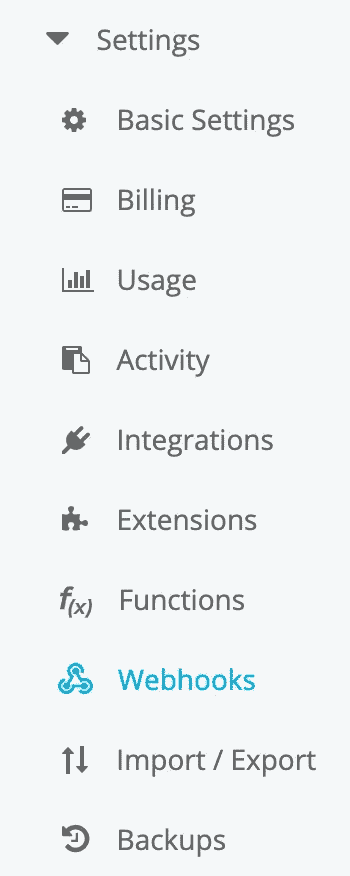 Settings
Basic Settings
Billing
Usage
Activity
Integrations
Extensions
f(x) Functions
Webhooks
Import / Export
Backups